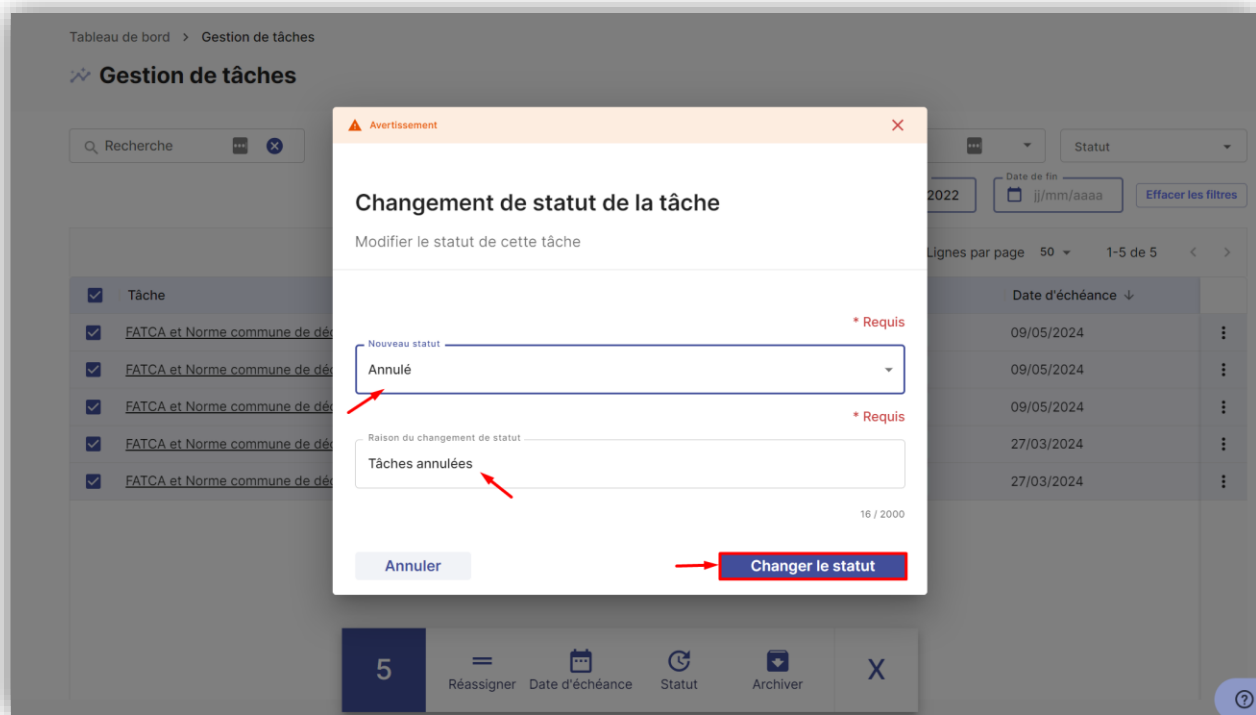 Tableau de bord > Gestion de tâches
Gestion de tâches
Avertissement
Recherche
Statut
Date de fin
2022
jj/mm/aaaa
Effacer les filtres
Changement de statut de la tâche
Modifier le statut de cette tâche
Lignes par page 50 1-5 de 5
Tâche
Date d'échéance
* Requis
FATCA et Norme commune de déc
09/05/2024
Nouveau statut
Annulé
FATCA et Norme commune de déc
09/05/2024
FATCA et Norme commune de déc
09/05/2024
* Requis
Raison du changement de statut
FATCA et Norme commune de déc
27/03/2024
Tâches annulées
FATCA et Norme commune de déc
27/03/2024
16 / 2000
Annuler
Changer le statut
5
Réassigner
Date d'échéance
Statut
Archiver
X